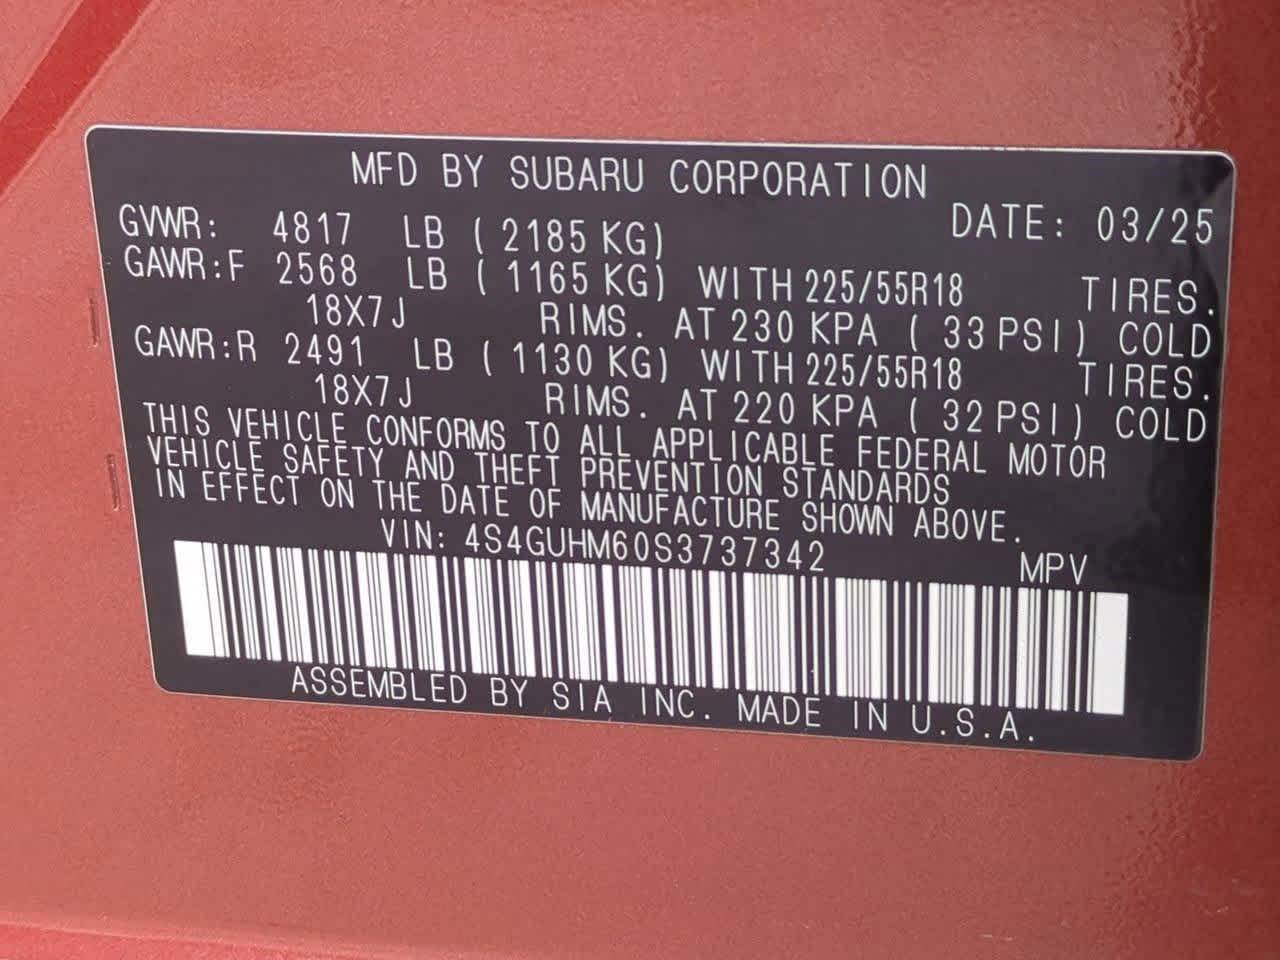 MFD BY SUBARU CORPORATION
GVWR: 4817 LB ( 2185 KG) DATE: 03/25
GAWR:F 2568 LB ( 1165 KG) WITH 225/55R18 TIRES.
18X7J RIMS. AT 230 KPA ( 33 PSI) COLD
GAWR:R 2491 LB ( 1130 KG) WITH 225/55R18 TIRES.
18X7J RIMS. AT 220 KPA ( 32 PSI) COLD
THIS VEHICLE CONFORMS TO ALL APPLICABLE FEDERAL MOTOR
VEHICLE SAFETY AND THEFT PREVENTION STANDARDS
IN EFFECT ON THE DATE OF MANUFACTURE SHOWN ABOVE.
VIN: 4S4GUHM60S3737342 MPV
ASSEMBLED BY SIA INC. MADE IN U.S.A.